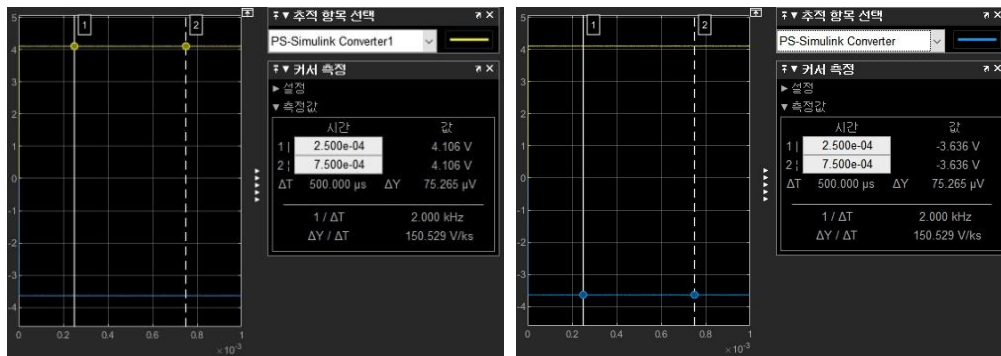 5
4
3
2
1
0
-1
-2
-3
-4
0
0.2
0.4
0.6
0.8
1
×10⁻³
1
2
추적 항목 선택
PS-Simulink Converter1
커서 측정
▶ 설정
▼ 측정값
시간 값
1 | 2.500e-04 4.106 V
2 ¦ 7.500e-04 4.106 V
ΔT 500.000 µs ΔY 75.265 µV
1 / ΔT 2.000 kHz
ΔY / ΔT 150.529 V/ks
5
4
3
2
1
0
-1
-2
-3
-4
0
0.2
0.4
0.6
0.8
1
×10⁻³
1
2
추적 항목 선택
PS-Simulink Converter
커서 측정
▶ 설정
▼ 측정값
시간 값
1 | 2.500e-04 -3.636 V
2 ¦ 7.500e-04 -3.636 V
ΔT 500.000 µs ΔY 75.265 µV
1 / ΔT 2.000 kHz
ΔY / ΔT 150.529 V/ks